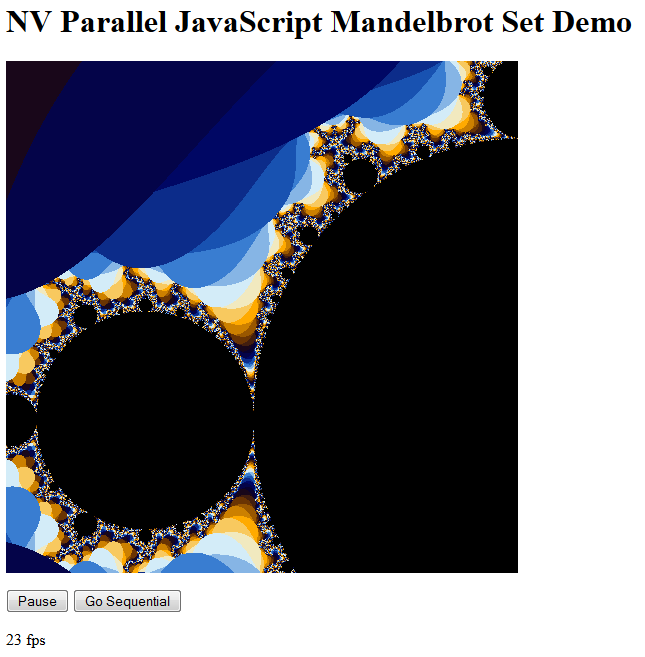 NV Parallel JavaScript Mandelbrot Set Demo
Pause Go Sequential
23 fps